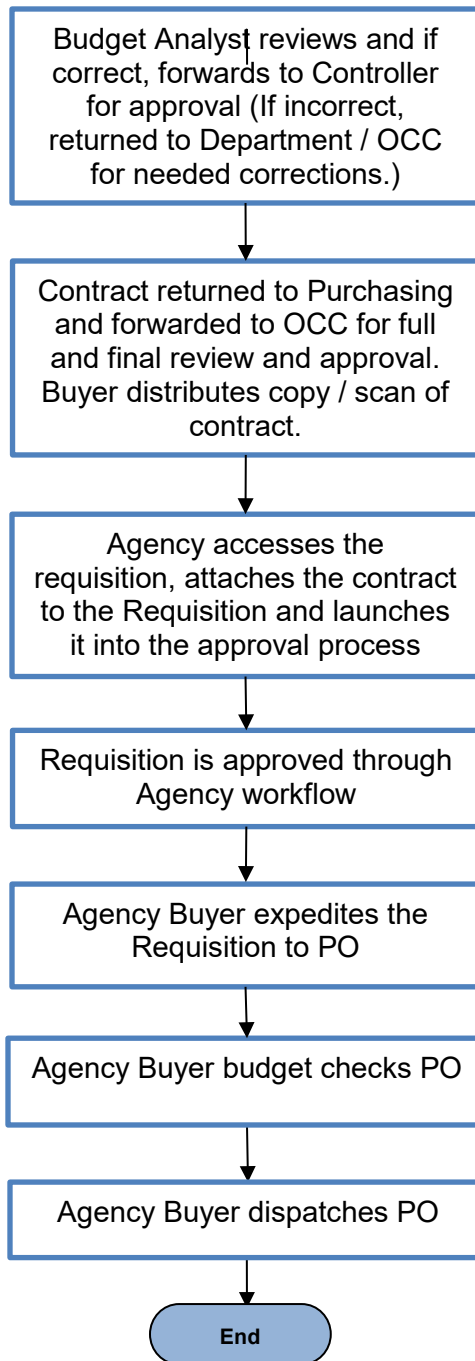 Budget Analyst reviews and if
correct, forwards to Controller
for approval (If incorrect,
returned to Department / OCC
for needed corrections.)
Contract returned to Purchasing
and forwarded to OCC for full
and final review and approval.
Buyer distributes copy / scan of
contract.
Agency accesses the
requisition, attaches the contract
to the Requisition and launches
it into the approval process
Requisition is approved through
Agency workflow
Agency Buyer expedites the
Requisition to PO
Agency Buyer budget checks PO
Agency Buyer dispatches PO
End